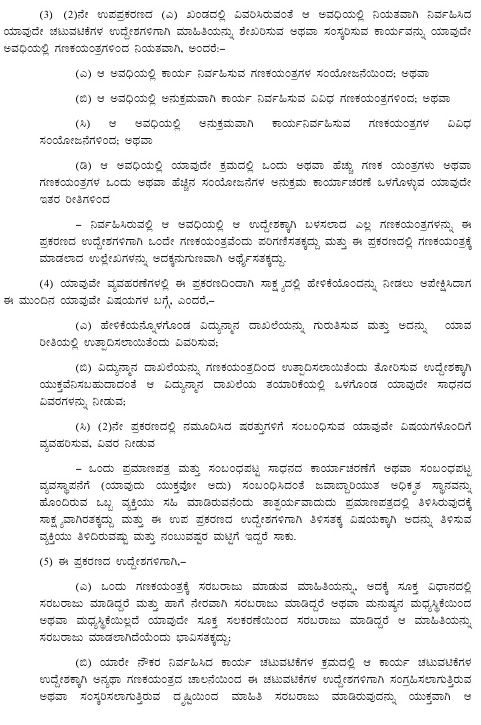 (3) (2)ನೇ ಉಪಪ್ರಕರಣದ (ಎ) ಖಂಡದಲ್ಲಿ ವಿವರಿಸಿರುವಂತೆ ಆ ಅವಧಿಯಲ್ಲಿ ನಿಯತವಾಗಿ ನಿರ್ವಹಿಸಿದ
ಯಾವುದೇ ಚಟುವಟಿಕೆಗಳ ಉದ್ದೇಶಗಳಿಗಾಗಿ ಮಾಹಿತಿಯನ್ನು ಶೇಖರಿಸುವ ಅಥವಾ ಸಂಸ್ಕರಿಸುವ ಕಾರ್ಯವನ್ನು ಯಾವುದೇ
ಅವಧಿಯಲ್ಲಿ ಗಣಕಯಂತ್ರಗಳಿಂದ ನಿಯತವಾಗಿ, ಅಂದರೆ:–
(ಎ) ಆ ಅವಧಿಯಲ್ಲಿ ಕಾರ್ಯ ನಿರ್ವಹಿಸುವ ಗಣಕಯಂತ್ರಗಳ ಸಂಯೋಜನೆಯಿಂದ; ಅಥವಾ
(ಬಿ) ಆ ಅವಧಿಯಲ್ಲಿ ಅನುಕ್ರಮವಾಗಿ ಕಾರ್ಯ ನಿರ್ವಹಿಸುವ ವಿವಿಧ ಗಣಕಯಂತ್ರಗಳಿಂದ; ಅಥವಾ
(ಸಿ) ಆ ಅವಧಿಯಲ್ಲಿ ಅನುಕ್ರಮವಾಗಿ ಕಾರ್ಯನಿರ್ವಹಿಸುವ ಗಣಕಯಂತ್ರಗಳ ವಿವಿಧ
ಸಂಯೋಜನೆಗಳಿಂದ; ಅಥವಾ
(ಡಿ) ಆ ಅವಧಿಯಲ್ಲಿ ಯಾವುದೇ ಕ್ರಮದಲ್ಲಿ ಒಂದು ಅಥವಾ ಹೆಚ್ಚು ಗಣಕ ಯಂತ್ರಗಳು ಅಥವಾ
ಗಣಕಯಂತ್ರಗಳ ಒಂದು ಅಥವಾ ಹೆಚ್ಚಿನ ಸಂಯೋಜನೆಗಳ ಅನುಕ್ರಮ ಕಾರ್ಯಾಚರಣೆ ಒಳಗೊಳ್ಳುವ ಯಾವುದೇ
ಇತರ ರೀತಿಗಳಿಂದ
– ನಿರ್ವಹಿಸಿರುವಲ್ಲಿ ಆ ಅವಧಿಯಲ್ಲಿ ಆ ಉದ್ದೇಶಕ್ಕಾಗಿ ಬಳಸಲಾದ ಎಲ್ಲ ಗಣಕಯಂತ್ರಗಳನ್ನು ಈ
ಪ್ರಕರಣದ ಉದ್ದೇಶಗಳಿಗಾಗಿ ಒಂದೇ ಗಣಕಯಂತ್ರವೆಂದು ಪರಿಗಣಿಸತಕ್ಕದ್ದು ಮತ್ತು ಈ ಪ್ರಕರಣದಲ್ಲಿ ಗಣಕಯಂತ್ರಕ್ಕೆ
ಮಾಡಲಾದ ಉಲ್ಲೇಖಗಳನ್ನು ಅದಕ್ಕನುಗುಣವಾಗಿ ಅರ್ಥೈಸತಕ್ಕದ್ದು.
(4) ಯಾವುವೇ ವ್ಯವಹರಣೆಗಳಲ್ಲಿ ಈ ಪ್ರಕರಣದಿಂದಾಗಿ ಸಾಕ್ಷ್ಯದಲ್ಲಿ ಹೇಳಿಕೆಯೊಂದನ್ನು ನೀಡಲು ಅಪೇಕ್ಷಿಸಿದಾಗ
ಈ ಮುಂದಿನ ಯಾವುವೇ ವಿಷಯಗಳ ಬಗ್ಗೆ, ಎಂದರೆ,–
(ಎ) ಹೇಳಿಕೆಯನ್ನೊಳಗೊಂಡ ವಿದ್ಯುನ್ಮಾನ ದಾಖಲೆಯನ್ನು ಗುರುತಿಸುವ ಮತ್ತು ಅದನ್ನು ಯಾವ
ರೀತಿಯಲ್ಲಿ ಉತ್ಪಾದಿಸಲಾಯಿತೆಂದು ವಿವರಿಸುವ;
(ಬಿ) ವಿದ್ಯುನ್ಮಾನ ದಾಖಲೆಯನ್ನು ಗಣಕಯಂತ್ರದಿಂದ ಉತ್ಪಾದಿಸಲಾಯಿತೆಂದು ತೋರಿಸುವ ಉದ್ದೇಶಕ್ಕಾಗಿ
ಯುಕ್ತವೆನಿಸಬಹುದಾದಂತೆ ಆ ವಿದ್ಯುನ್ಮಾನ ದಾಖಲೆಯ ತಯಾರಿಕೆಯಲ್ಲಿ ಒಳಗೊಂಡ ಯಾವುದೇ ಸಾಧನದ
ವಿವರಗಳನ್ನು ನೀಡುವ;
(ಸಿ) (2)ನೇ ಪ್ರಕರಣದಲ್ಲಿ ನಮೂದಿಸಿದ ಷರತ್ತುಗಳಿಗೆ ಸಂಬಂಧಿಸುವ ಯಾವುವೇ ವಿಷಯಗಳೊಂದಿಗೆ
ವ್ಯವಹರಿಸುವ, ವಿವರ ನೀಡುವ
– ಒಂದು ಪ್ರಮಾಣಪತ್ರ ಮತ್ತು ಸಂಬಂಧಪಟ್ಟ ಸಾಧನದ ಕಾರ್ಯಾಚರಣೆಗೆ ಅಥವಾ ಸಂಬಂಧಪಟ್ಟ
ವ್ಯವಸ್ಥಾಪನೆಗೆ (ಯಾವುದು ಯುಕ್ತವೋ ಅದು) ಸಂಬಂಧಿಸಿದಂತೆ ಜವಾಬ್ದಾರಿಯುತ ಅಧಿಕೃತ ಸ್ಥಾನವನ್ನು
ಹೊಂದಿರುವ ಒಬ್ಬ ವ್ಯಕ್ತಿಯು ಸಹಿ ಮಾಡಿರುವನೆಂದು ತಾತ್ಪರ್ಯವಾದುದು ಪ್ರಮಾಣಪತ್ರದಲ್ಲಿ ತಿಳಿಸಿರುವುದಕ್ಕೆ
ಸಾಕ್ಷ್ಯವಾಗಿರತಕ್ಕದ್ದು ಮತ್ತು ಈ ಉಪ ಪ್ರಕರಣದ ಉದ್ದೇಶಗಳಿಗಾಗಿ ತಿಳಿಸತಕ್ಕ ವಿಷಯಕ್ಕಾಗಿ ಅದನ್ನು ತಿಳಿಸುವ
ವ್ಯಕ್ತಿಯು ತಿಳಿದಿರುವಷ್ಟು ಮತ್ತು ನಂಬುವಷ್ಟರ ಮಟ್ಟಿಗೆ ಇದ್ದರೆ ಸಾಕು.
(5) ಈ ಪ್ರಕರಣದ ಉದ್ದೇಶಗಳಿಗಾಗಿ,–
(ಎ) ಒಂದು ಗಣಕಯಂತ್ರಕ್ಕೆ ಸರಬರಾಜು ಮಾಡುವ ಮಾಹಿತಿಯನ್ನು, ಅದಕ್ಕೆ ಸೂಕ್ತ ವಿಧಾನದಲ್ಲಿ
ಸರಬರಾಜು ಮಾಡಿದ್ದರೆ ಮತ್ತು ಹಾಗೆ ನೇರವಾಗಿ ಸರಬರಾಜು ಮಾಡಿದ್ದರೆ ಅಥವಾ ಮನುಷ್ಯನ ಮಧ್ಯಸ್ಥಿಕೆಯಿಂದ
ಅಥವಾ ಮಧ್ಯಸ್ಥಿಕೆಯಿಲ್ಲದೆ ಯಾವುದೇ ಸೂಕ್ತ ಸಲಕರಣೆಯಿಂದ ಸರಬರಾಜು ಮಾಡಿದ್ದರೆ ಆ ಮಾಹಿತಿಯನ್ನು
ಸರಬರಾಜು ಮಾಡಲಾಗಿದೆಯೆಂದು ಭಾವಿಸತಕ್ಕದ್ದು;
(ಬಿ) ಯಾರೇ ನೌಕರ ನಿರ್ವಹಿಸಿದ ಕಾರ್ಯ ಚಟುವಟಿಕೆಗಳ ಕ್ರಮದಲ್ಲಿ ಆ ಕಾರ್ಯ ಚಟುವಟಿಕೆಗಳ
ಉದ್ದೇಶಕ್ಕಾಗಿ ಅನ್ಯಥಾ ಗಣಕಯಂತ್ರದ ಚಾಲನೆಯಿಂದ ಈ ಚಟುವಟಿಕೆಗಳ ಉದ್ದೇಶಗಳಿಗಾಗಿ ಸಂಗ್ರಹಿಸಲಾಗುತ್ತಿರುವ
ಅಥವಾ ಸಂಸ್ಕರಿಸಲಾಗುತ್ತಿರುವ ದೃಷ್ಟಿಯಿಂದ ಮಾಹಿತಿ ಸರಬರಾಜು ಮಾಡಿರುವುದನ್ನು ಯುಕ್ತವಾಗಿ ಆ